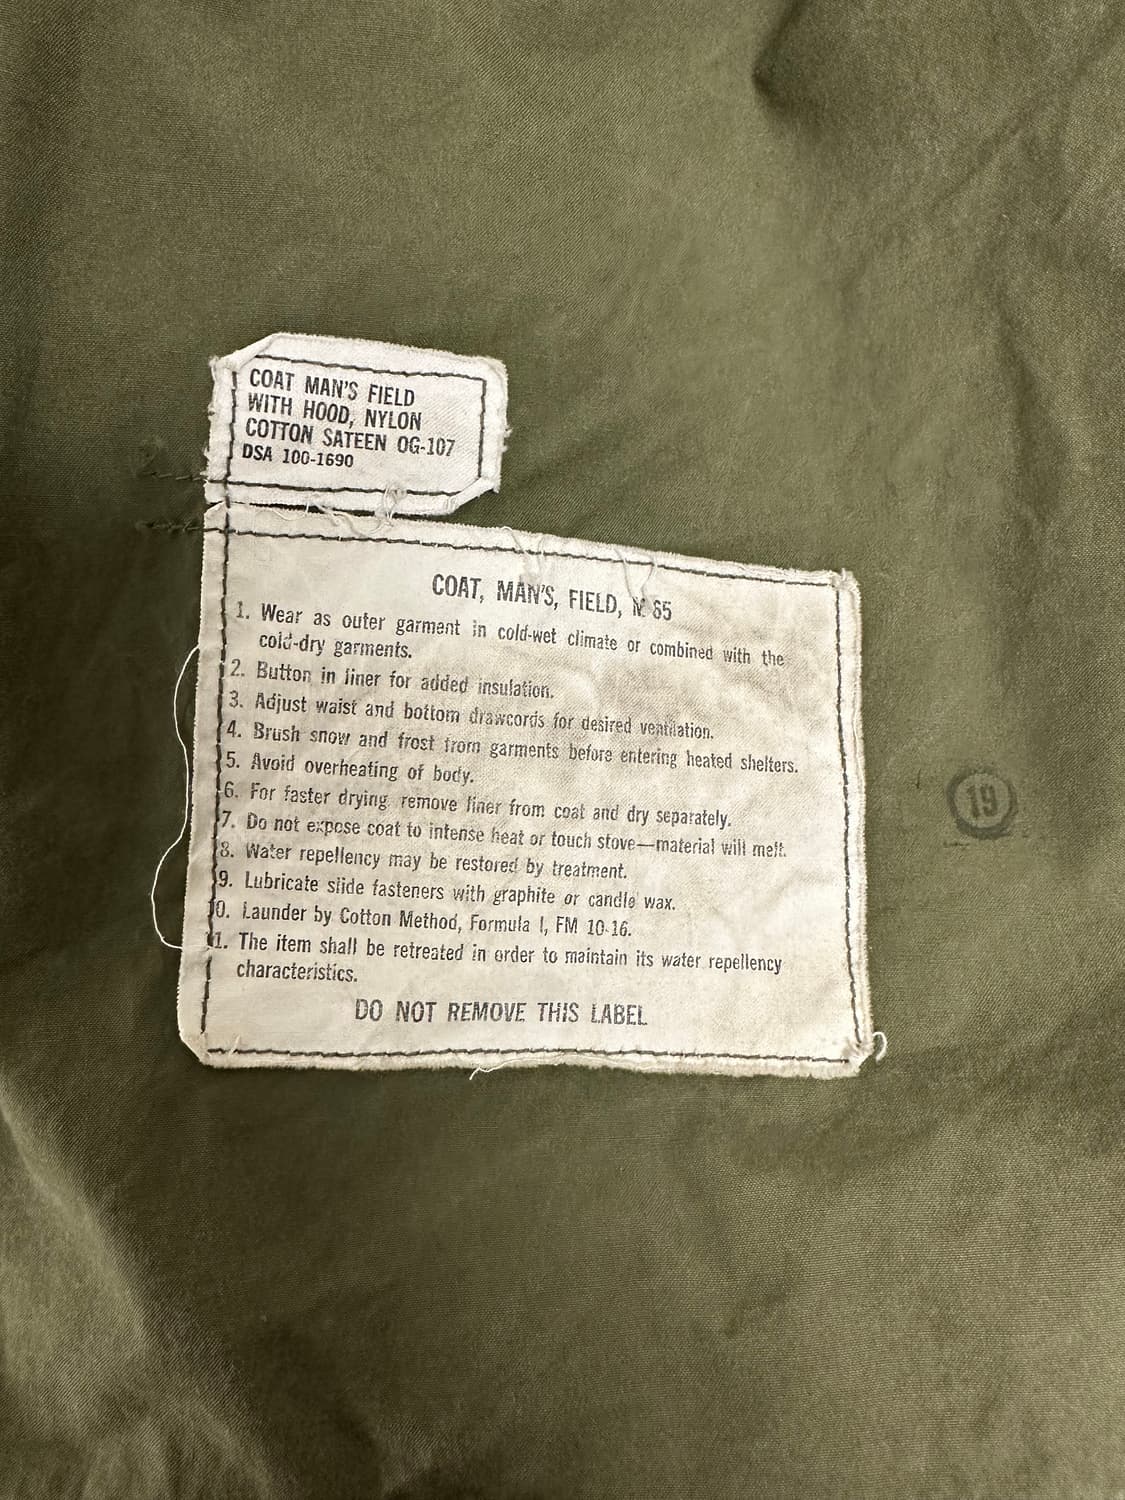 COAT MAN'S FIELD
WITH HOOD, NYLON
COTTON SATEEN OG-107
DSA 100-1690
COAT, MAN'S, FIELD, M 65
1. Wear as outer garment in cold-wet climate or combined with the
cold-dry garments.
2. Button in liner for added insulation.
3. Adjust waist and bottom drawcords for desired ventilation.
4. Brush snow and frost from garments before entering heated shelters.
5. Avoid overheating of body.
6. For faster drying remove liner from coat and dry separately.
7. Do not expose coat to intense heat or touch stove—material will melt.
8. Water repellency may be restored by treatment.
9. Lubricate slide fasteners with graphite or candle wax.
10. Launder by Cotton Method, Formula I, FM 10-16.
11. The item shall be retreated in order to maintain its water repellency
characteristics.
DO NOT REMOVE THIS LABEL
19